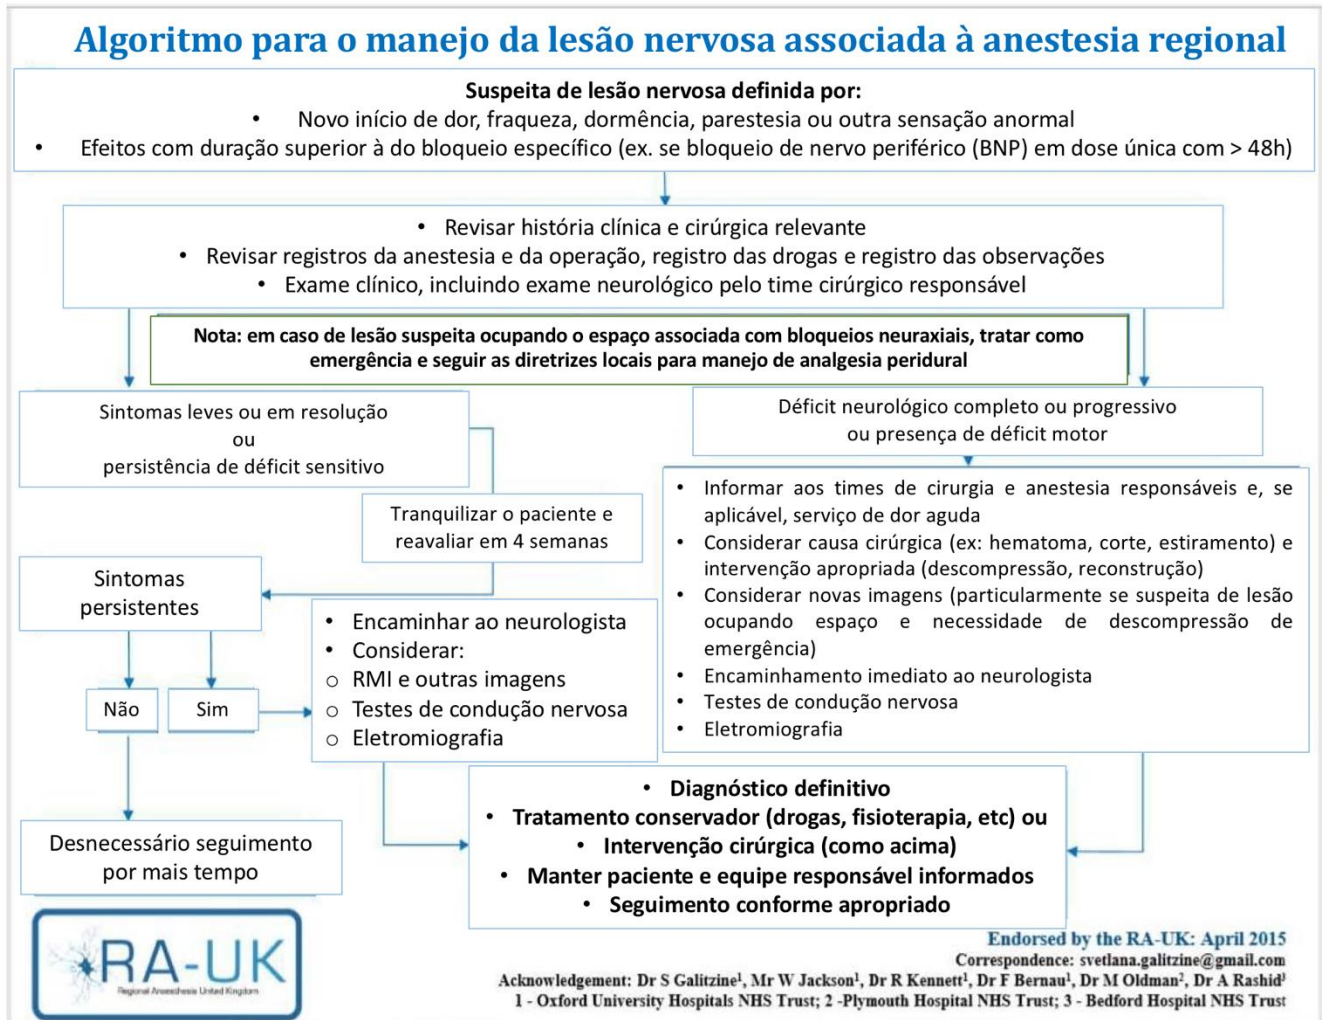 Algoritmo para o manejo da lesão nervosa associada à anestesia regional
Suspeita de lesão nervosa definida por:
• Novo início de dor, fraqueza, dormência, parestesia ou outra sensação anormal
• Efeitos com duração superior à do bloqueio específico (ex. se bloqueio de nervo periférico (BNP) em dose única com > 48h)
• Revisar história clínica e cirúrgica relevante
• Revisar registros da anestesia e da operação, registro das drogas e registro das observações
• Exame clínico, incluindo exame neurológico pelo time cirúrgico responsável
Nota: em caso de lesão suspeita ocupando o espaço associada com bloqueios neuraxiais, tratar como
emergência e seguir as diretrizes locais para manejo de analgesia peridural
Sintomas leves ou em resolução
ou
persistência de déficit sensitivo
Déficit neurológico completo ou progressivo
ou presença de déficit motor
Tranquilizar o paciente e
reavaliar em 4 semanas
• Informar aos times de cirurgia e anestesia responsáveis e, se
aplicável, serviço de dor aguda
• Considerar causa cirúrgica (ex: hematoma, corte, estiramento) e
intervenção apropriada (descompressão, reconstrução)
• Considerar novas imagens (particularmente se suspeita de lesão
ocupando espaço e necessidade de descompressão de
emergência)
• Encaminhamento imediato ao neurologista
• Testes de condução nervosa
• Eletromiografia
Sintomas
persistentes
Não
Sim
• Encaminhar ao neurologista
• Considerar:
o RMI e outras imagens
o Testes de condução nervosa
o Eletromiografia
Desnecessário seguimento
por mais tempo
• Diagnóstico definitivo
• Tratamento conservador (drogas, fisioterapia, etc) ou
• Intervenção cirúrgica (como acima)
• Manter paciente e equipe responsável informados
• Seguimento conforme apropriado
RA-UK
Regional Anaesthesia United Kingdom
Endorsed by the RA-UK: April 2015
Correspondence: svetlana.galitzine@gmail.com
Acknowledgement: Dr S Galitzine¹, Mr W Jackson¹, Dr R Kennett¹, Dr F Bernau¹, Dr M Oldman², Dr A Rashid³
1 - Oxford University Hospitals NHS Trust; 2 -Plymouth Hospital NHS Trust; 3 - Bedford Hospital NHS Trust